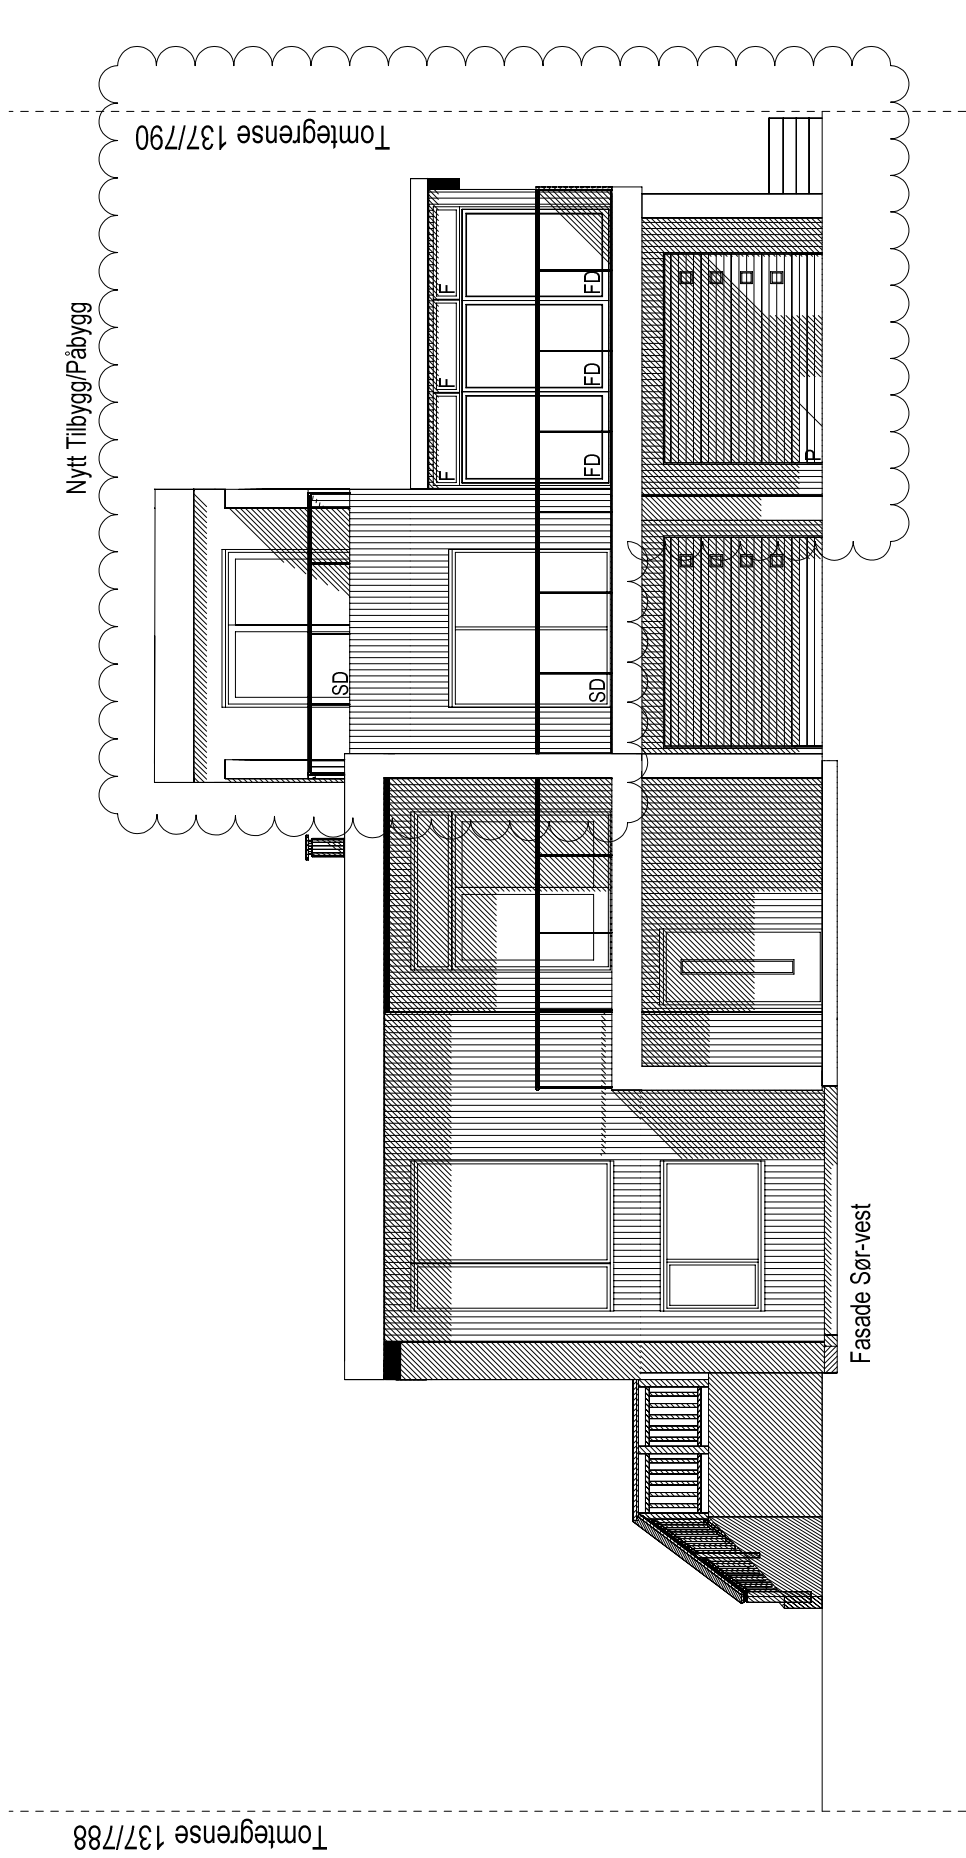 Nytt Tilbygg/Påbygg
Tomtegrense 137/790
Tomtegrense 137/788
F
F
F
FD
FD
FD
SD
SD
P
Fasade Sør-vest